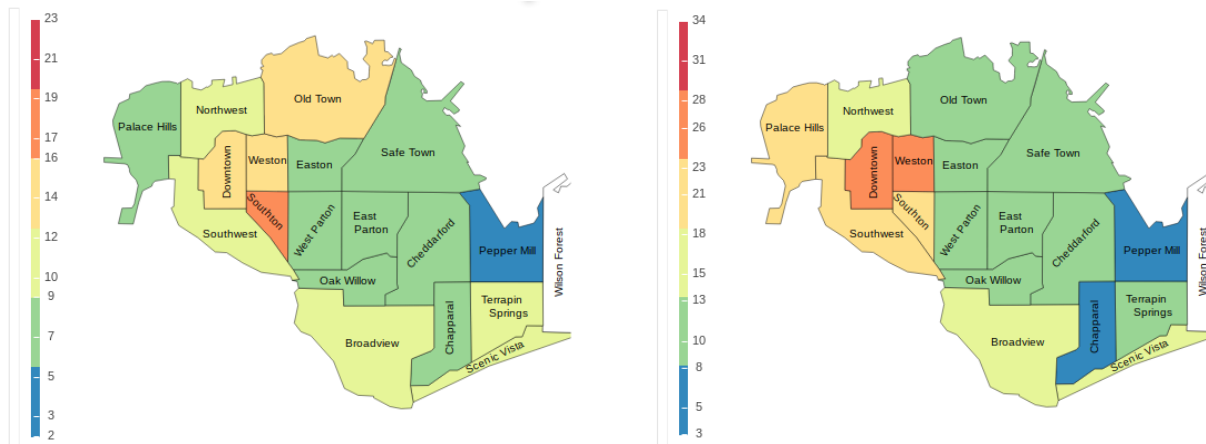 23
21
19
17
16
14
12
10
9
7
5
3
2
Old Town
Northwest
Palace Hills
Safe Town
Weston
Easton
Downtown
Southton
Southwest
West Parton
East
Parton
Cheddarford
Pepper Mill
Wilson Forest
Oak Willow
Terrapin
Springs
Broadview
Chapparal
Scenic Vista
34
31
28
26
23
21
18
15
13
10
8
5
3
Old Town
Northwest
Palace Hills
Safe Town
Weston
Easton
Downtown
Southton
Southwest
West Parton
East
Parton
Cheddarford
Pepper Mill
Wilson Forest
Oak Willow
Terrapin
Springs
Broadview
Chapparal
Scenic Vista